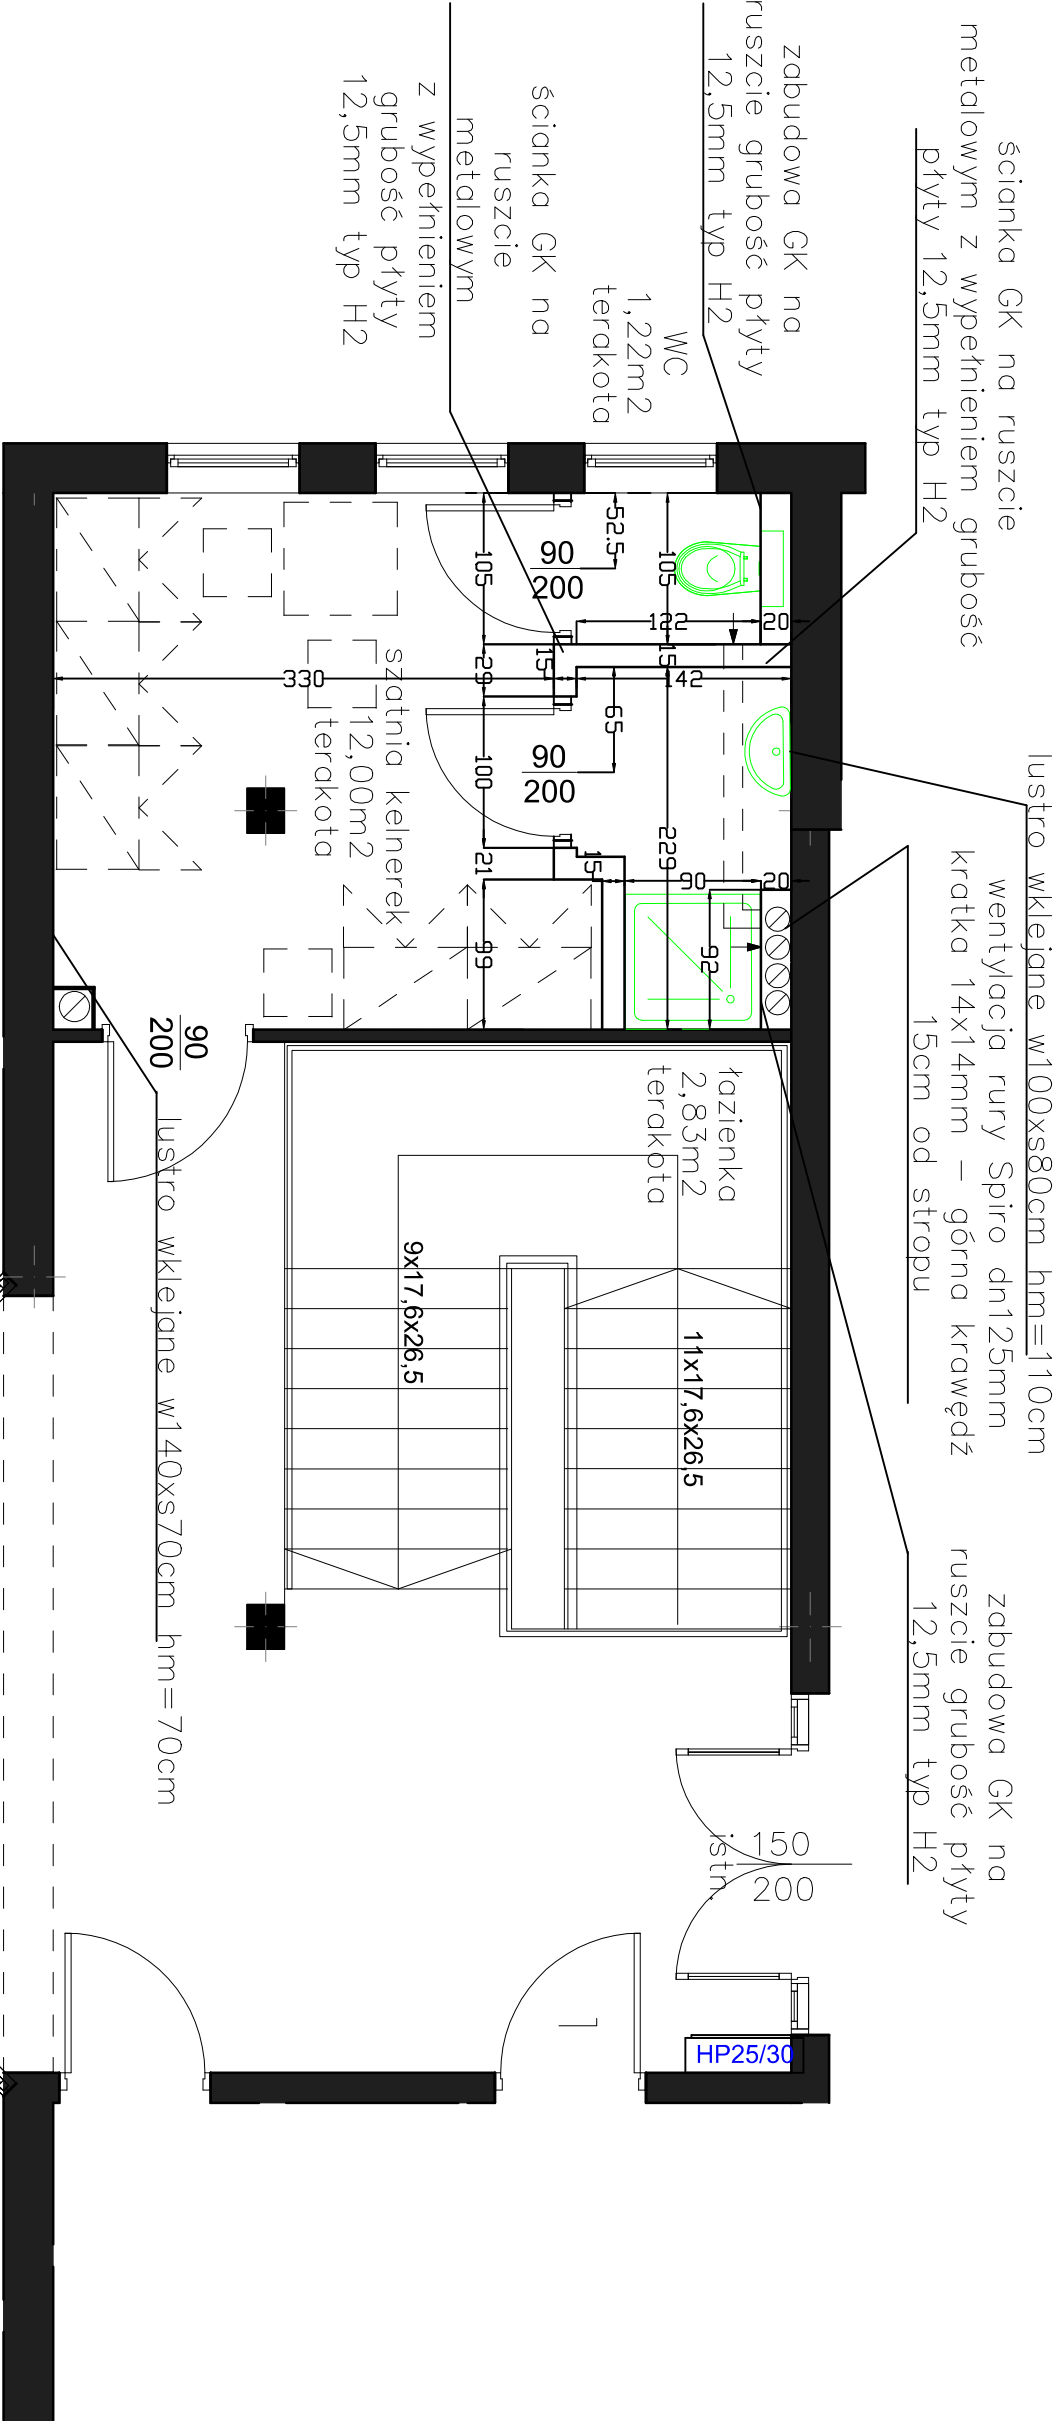 ścianka GK na ruszcie
metalowym z wypełnieniem grubość
płyty 12,5mm typ H2
zabudowa GK na
ruszcie grubość płyty
12,5mm typ H2
WC
1,22m2
terakota
ścianka GK na
ruszcie
metalowym
z wypełnieniem
grubość płyty
12,5mm typ H2
lustro wklejane w100xs80cm hm=110cm
wentylacja rury Spiro dn125mm
kratka 14x14mm – górna krawędź
15cm od stropu
zabudowa GK na
ruszcie grubość płyty
12,5mm typ H2
52.5
105
105
90
200
122
20
15
15
29
330
142
65
100
90
200
229
21
15
90
20
99
92
szatnia kelnerek
12,00m2
terakota
90
200
łazienka
2,83m2
terakota
lustro wklejane w140xs70cm hm=70cm
9x17,6x26,5
11x17,6x26,5
150
200
istn.
HP25/30